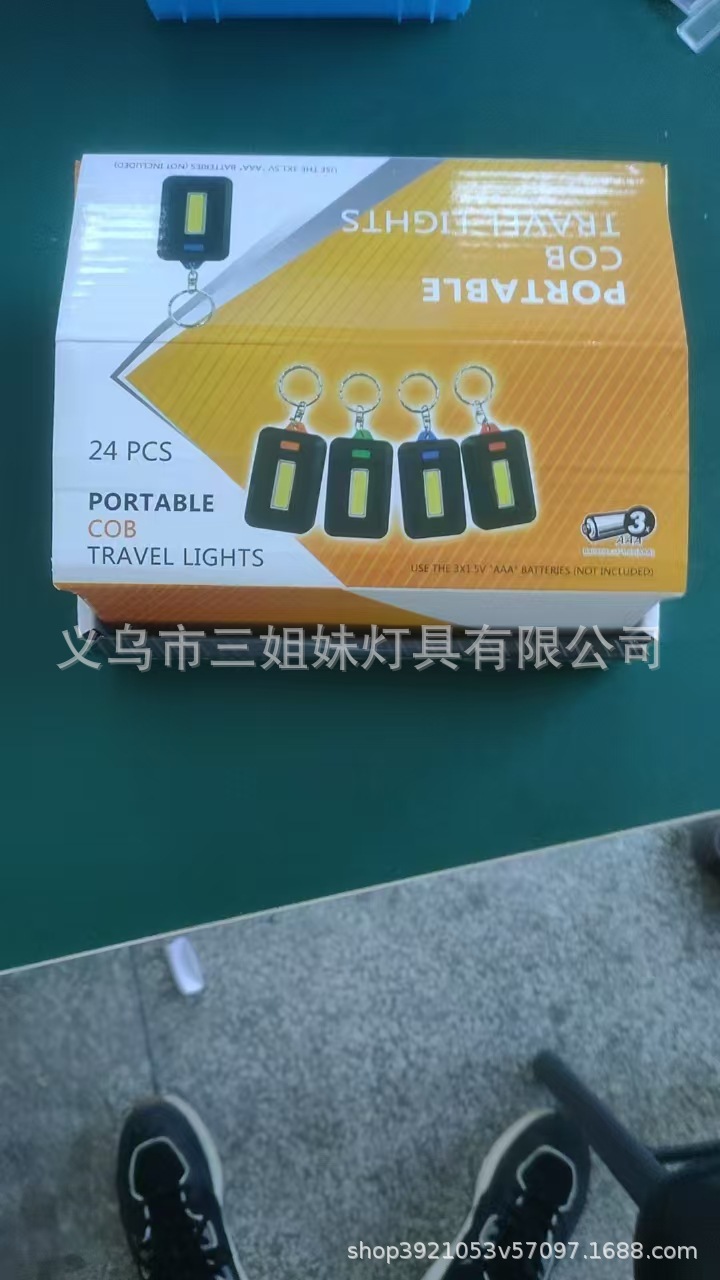 USE THE 3X1.5V "AAA" BATTERIES (NOT INCLUDED)
PORTABLE
COB
TRAVEL LIGHTS
24 PCS
PORTABLE
COB
TRAVEL LIGHTS
3x
AAA
USE THE 3X1.5V "AAA" BATTERIES (NOT INCLUDED)
义乌市三姐妹灯具有限公司
shop3921053v57097.1688.com